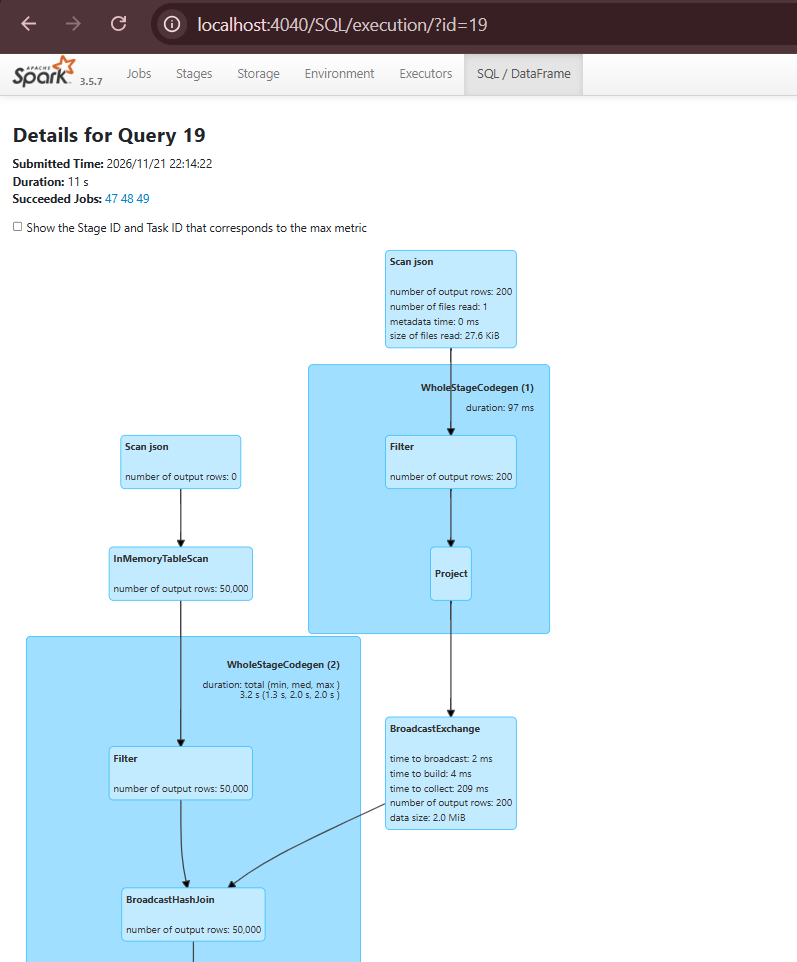 localhost:4040/SQL/execution/?id=19
APACHE Spark 3.5.7 Jobs Stages Storage Environment Executors SQL / DataFrame
Details for Query 19
Submitted Time: 2026/11/21 22:14:22
Duration: 11 s
Succeeded Jobs: 47 48 49
Show the Stage ID and Task ID that corresponds to the max metric
Scan json
number of output rows: 200
number of files read: 1
metadata time: 0 ms
size of files read: 27.6 KiB
WholeStageCodegen (1)
duration: 97 ms
Filter
number of output rows: 200
Project
Scan json
number of output rows: 0
InMemoryTableScan
number of output rows: 50,000
WholeStageCodegen (2)
duration: total (min, med, max )
3.2 s (1.3 s, 2.0 s, 2.0 s )
Filter
number of output rows: 50,000
BroadcastExchange
time to broadcast: 2 ms
time to build: 4 ms
time to collect: 209 ms
number of output rows: 200
data size: 2.0 MiB
BroadcastHashJoin
number of output rows: 50,000